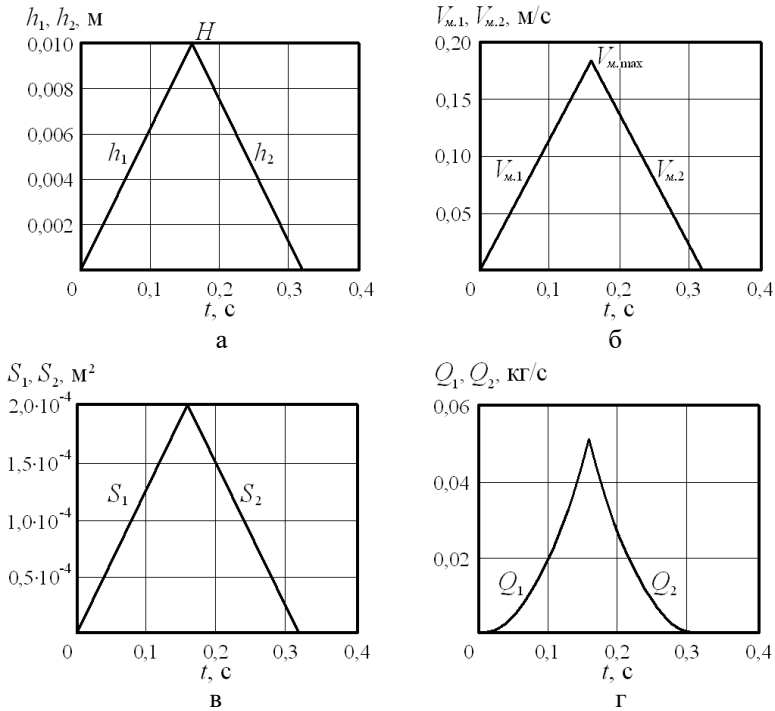 h₁, h₂, м
0,010
0,008
0,006
0,004
0,002
H
h₁
h₂
0 0,1 0,2 0,3 0,4
t, с
а
Vм.1, Vм.2, м/с
0,20
0,15
0,10
0,05
Vм.max
Vм.1
Vм.2
0 0,1 0,2 0,3 0,4
t, с
б
S₁, S₂, м²
2,0·10⁻⁴
1,5·10⁻⁴
1,0·10⁻⁴
0,5·10⁻⁴
S₁
S₂
0 0,1 0,2 0,3 0,4
t, с
в
Q₁, Q₂, кг/с
0,06
0,04
0,02
Q₁
Q₂
0 0,1 0,2 0,3 0,4
t, с
г